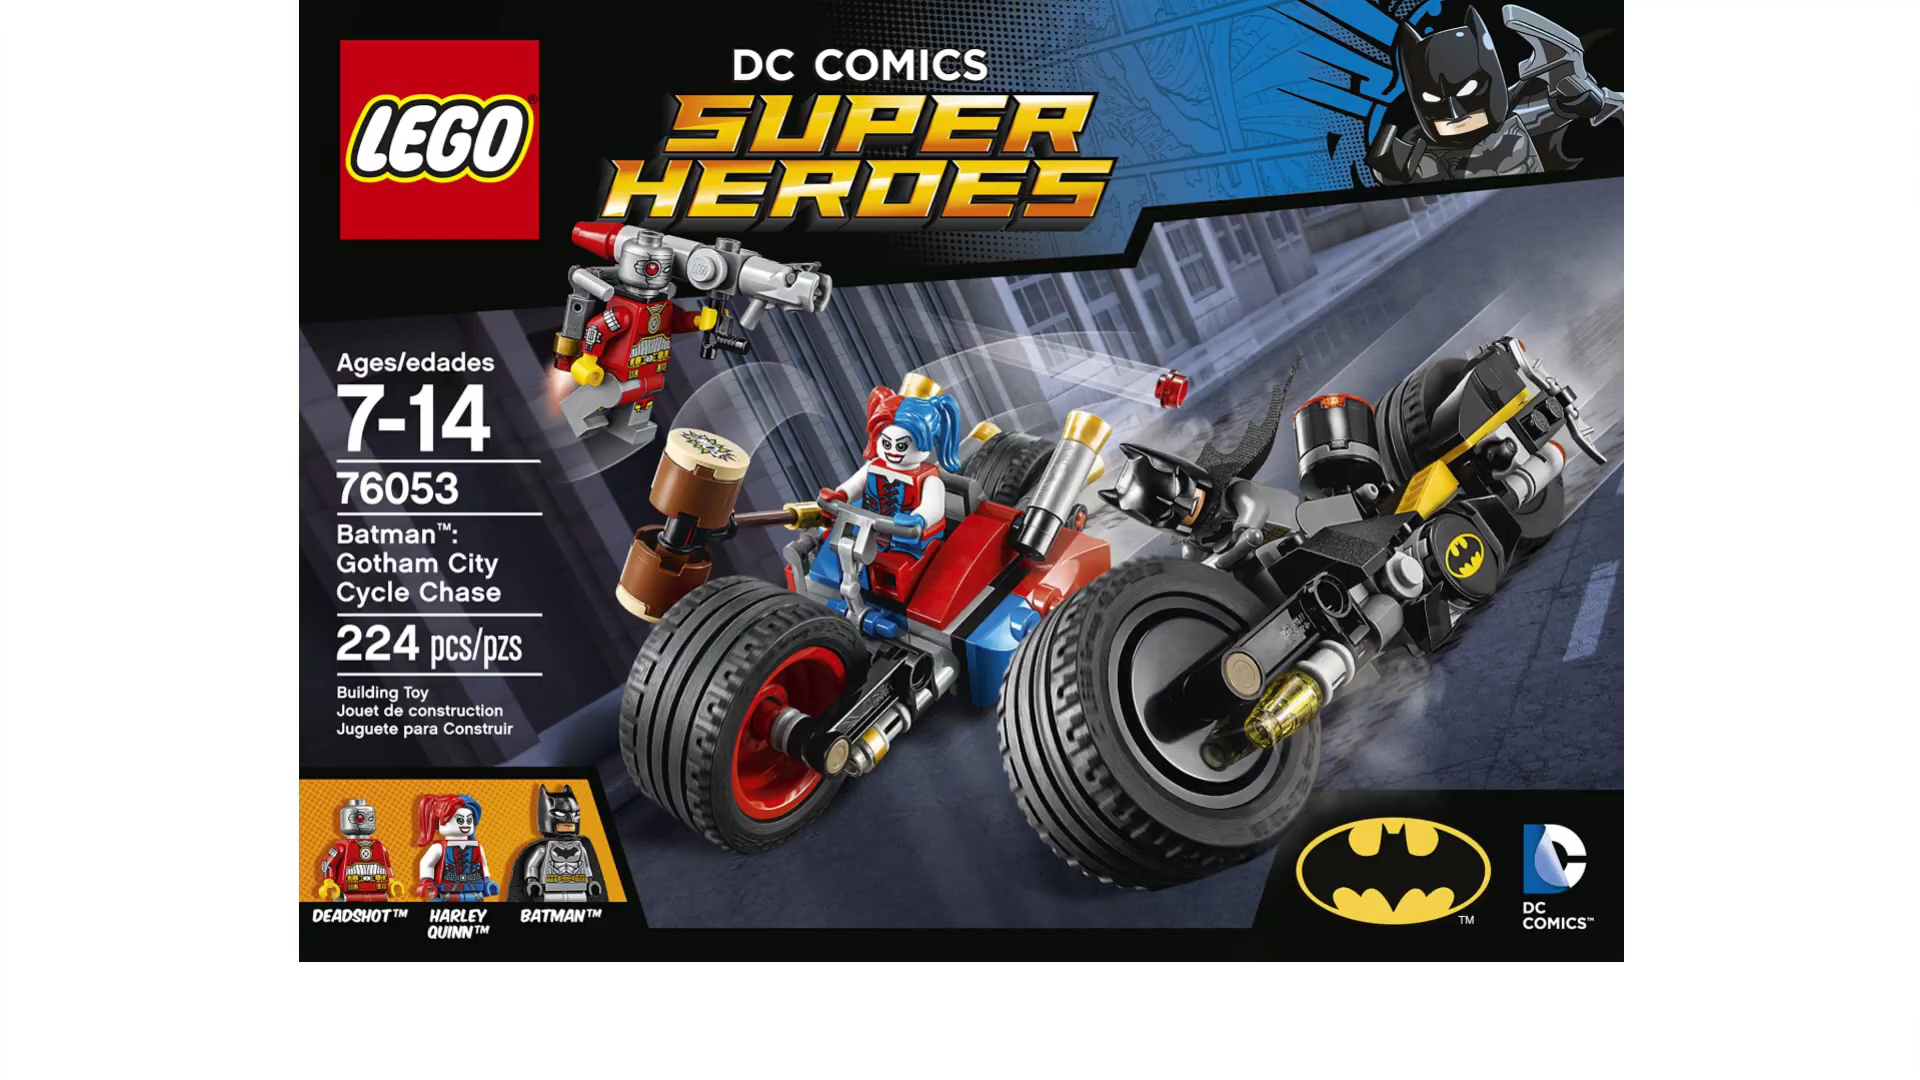 LEGO®
DC COMICS
SUPER
HEROES
Ages/edades
7-14
76053
Batman™:
Gotham City
Cycle Chase
224 pcs/pzs
Building Toy
Jouet de construction
Juguete para Construir
DEADSHOT™
HARLEY
QUINN™
BATMAN™
TM
DC
COMICS™